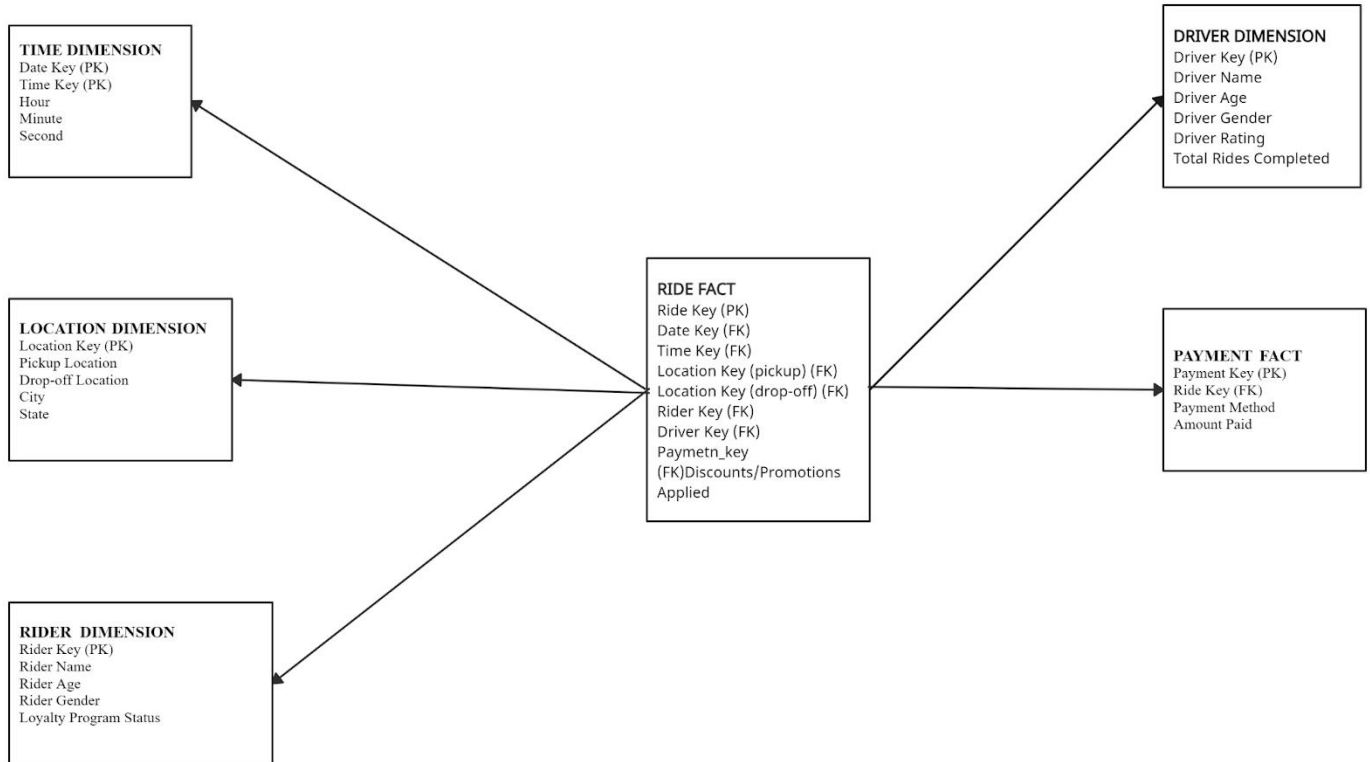 TIME DIMENSION
Date Key (PK)
Time Key (PK)
Hour
Minute
Second
LOCATION DIMENSION
Location Key (PK)
Pickup Location
Drop-off Location
City
State
RIDER DIMENSION
Rider Key (PK)
Rider Name
Rider Age
Rider Gender
Loyalty Program Status
RIDE FACT
Ride Key (PK)
Date Key (FK)
Time Key (FK)
Location Key (pickup) (FK)
Location Key (drop-off) (FK)
Rider Key (FK)
Driver Key (FK)
Paymetn_key
(FK)Discounts/Promotions
Applied
DRIVER DIMENSION
Driver Key (PK)
Driver Name
Driver Age
Driver Gender
Driver Rating
Total Rides Completed
PAYMENT FACT
Payment Key (PK)
Ride Key (FK)
Payment Method
Amount Paid